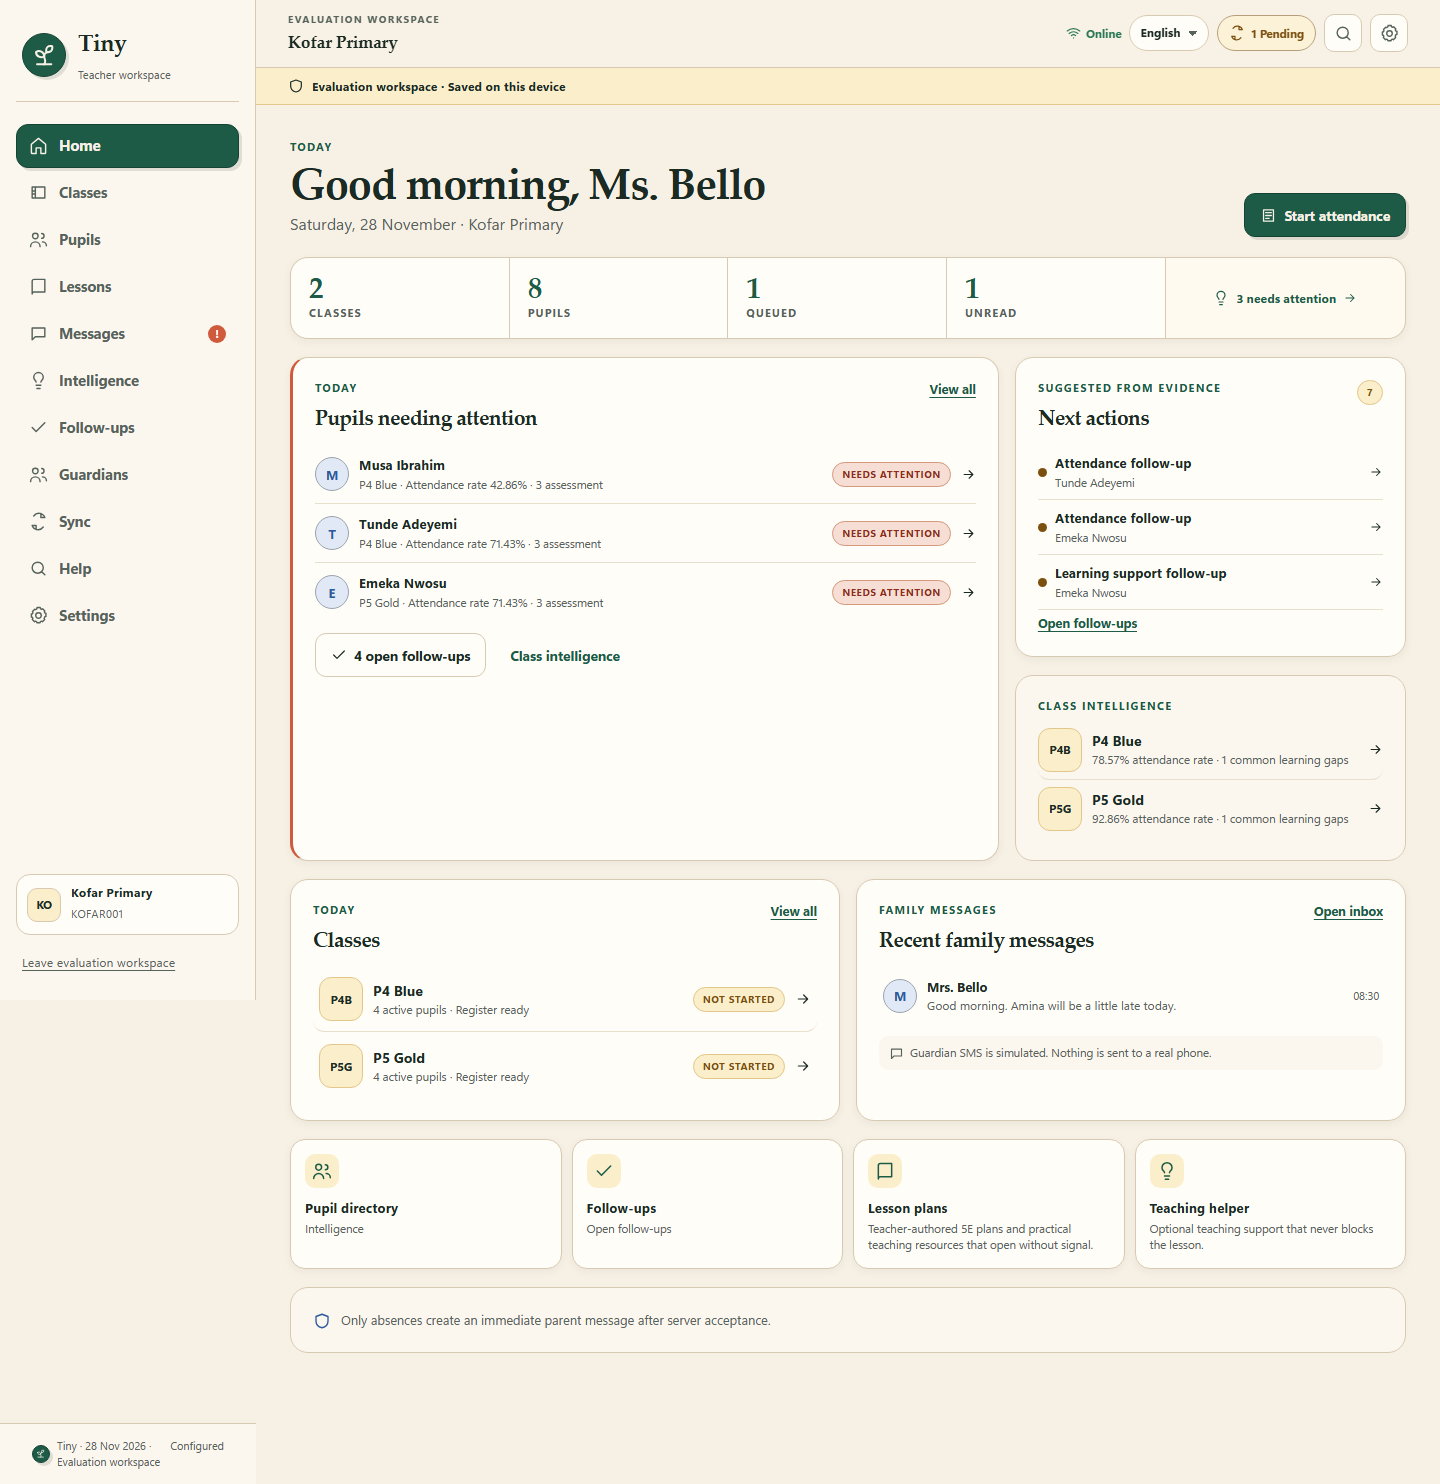 Tiny
Teacher workspace
Home
Classes
Pupils
Lessons
Messages
!
Intelligence
Follow-ups
Guardians
Sync
Help
Settings
KO
Kofar Primary
KOFAR001
Leave evaluation workspace
Tiny · 28 Nov 2026 ·
Evaluation workspace
Configured
EVALUATION WORKSPACE
Kofar Primary
Online
English
1 Pending
Evaluation workspace · Saved on this device
TODAY
Good morning, Ms. Bello
Saturday, 28 November · Kofar Primary
Start attendance
2
CLASSES
8
PUPILS
1
QUEUED
1
UNREAD
3 needs attention →
TODAY
View all
Pupils needing attention
M
Musa Ibrahim
P4 Blue · Attendance rate 42.86% · 3 assessment
NEEDS ATTENTION →
T
Tunde Adeyemi
P4 Blue · Attendance rate 71.43% · 3 assessment
NEEDS ATTENTION →
E
Emeka Nwosu
P5 Gold · Attendance rate 71.43% · 3 assessment
NEEDS ATTENTION →
4 open follow-ups
Class intelligence
SUGGESTED FROM EVIDENCE
7
Next actions
Attendance follow-up
Tunde Adeyemi
→
Attendance follow-up
Emeka Nwosu
→
Learning support follow-up
Emeka Nwosu
→
Open follow-ups
CLASS INTELLIGENCE
P4B
P4 Blue
78.57% attendance rate · 1 common learning gaps
→
P5G
P5 Gold
92.86% attendance rate · 1 common learning gaps
→
TODAY
View all
Classes
P4B
P4 Blue
4 active pupils · Register ready
NOT STARTED →
P5G
P5 Gold
4 active pupils · Register ready
NOT STARTED →
FAMILY MESSAGES
Open inbox
Recent family messages
M
Mrs. Bello
Good morning. Amina will be a little late today.
08:30
Guardian SMS is simulated. Nothing is sent to a real phone.
Pupil directory
Intelligence
Follow-ups
Open follow-ups
Lesson plans
Teacher-authored 5E plans and practical
teaching resources that open without signal.
Teaching helper
Optional teaching support that never blocks
the lesson.
Only absences create an immediate parent message after server acceptance.